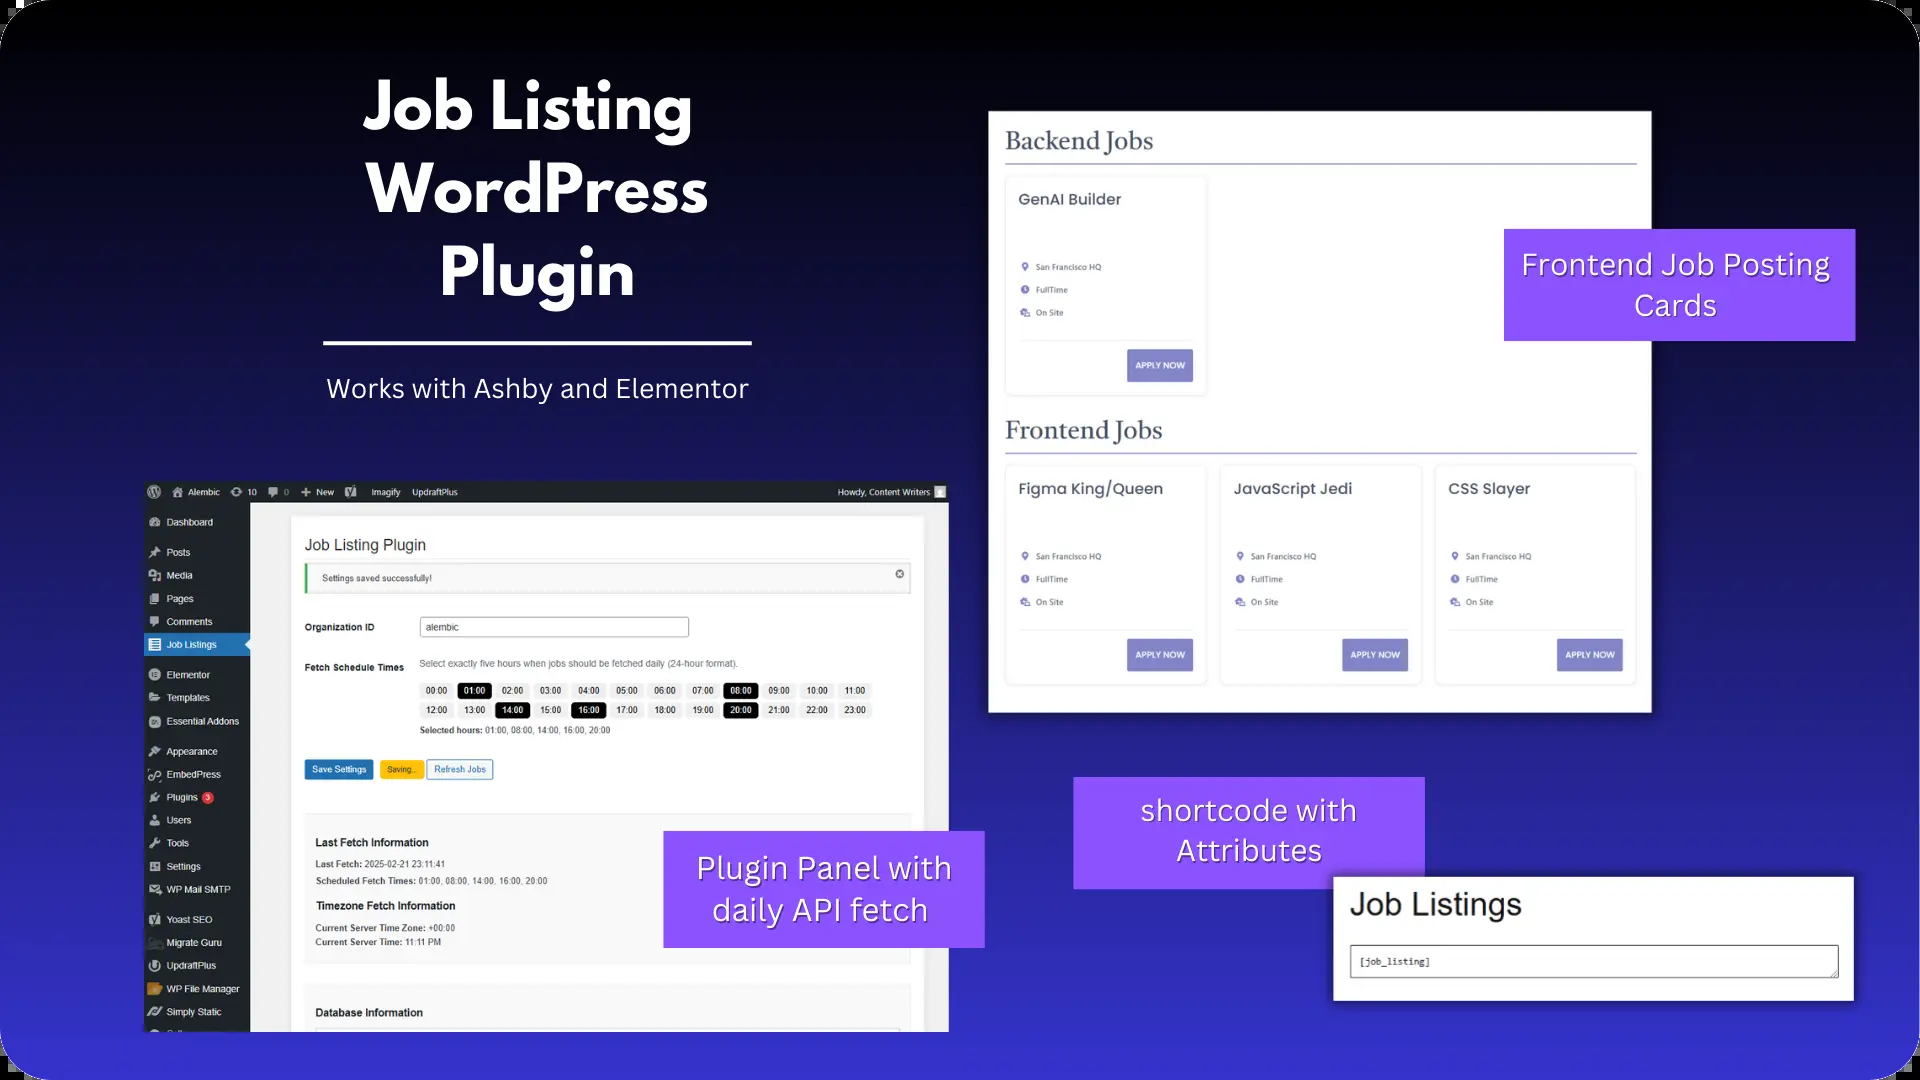 Job Listing
WordPress
Plugin
Works with Ashby and Elementor
Backend Jobs
GenAI Builder
San Francisco HQ
FullTime
On Site
APPLY NOW
Frontend Job Posting
Cards
Frontend Jobs
Figma King/Queen
San Francisco HQ
FullTime
On Site
APPLY NOW
JavaScript Jedi
San Francisco HQ
FullTime
On Site
APPLY NOW
CSS Slayer
San Francisco HQ
FullTime
On Site
APPLY NOW
Alembic 10 0 New Imagify UpdraftPlus Howdy, Content Writers
Dashboard
Posts
Media
Pages
Comments
Job Listings
Elementor
Templates
Essential Addons
Appearance
EmbedPress
Plugins 3
Users
Tools
Settings
WP Mail SMTP
Yoast SEO
Migrate Guru
UpdraftPlus
WP File Manager
Simply Static
Job Listing Plugin
Settings saved successfully!
Organization ID alembic
Fetch Schedule Times Select exactly five hours when jobs should be fetched daily (24-hour format).
00:00 01:00 02:00 03:00 04:00 05:00 06:00 07:00 08:00 09:00 10:00 11:00
12:00 13:00 14:00 15:00 16:00 17:00 18:00 19:00 20:00 21:00 22:00 23:00
Selected hours: 01:00, 08:00, 14:00, 16:00, 20:00
Save Settings Saving... Refresh Jobs
Last Fetch Information
Last Fetch: 2025-02-21 23:11:41
Scheduled Fetch Times: 01:00, 08:00, 14:00, 16:00, 20:00
Timezone Fetch Information
Current Server Time Zone: +00:00
Current Server Time: 11:11 PM
Database Information
Plugin Panel with
daily API fetch
shortcode with
Attributes
Job Listings
[job_listing]